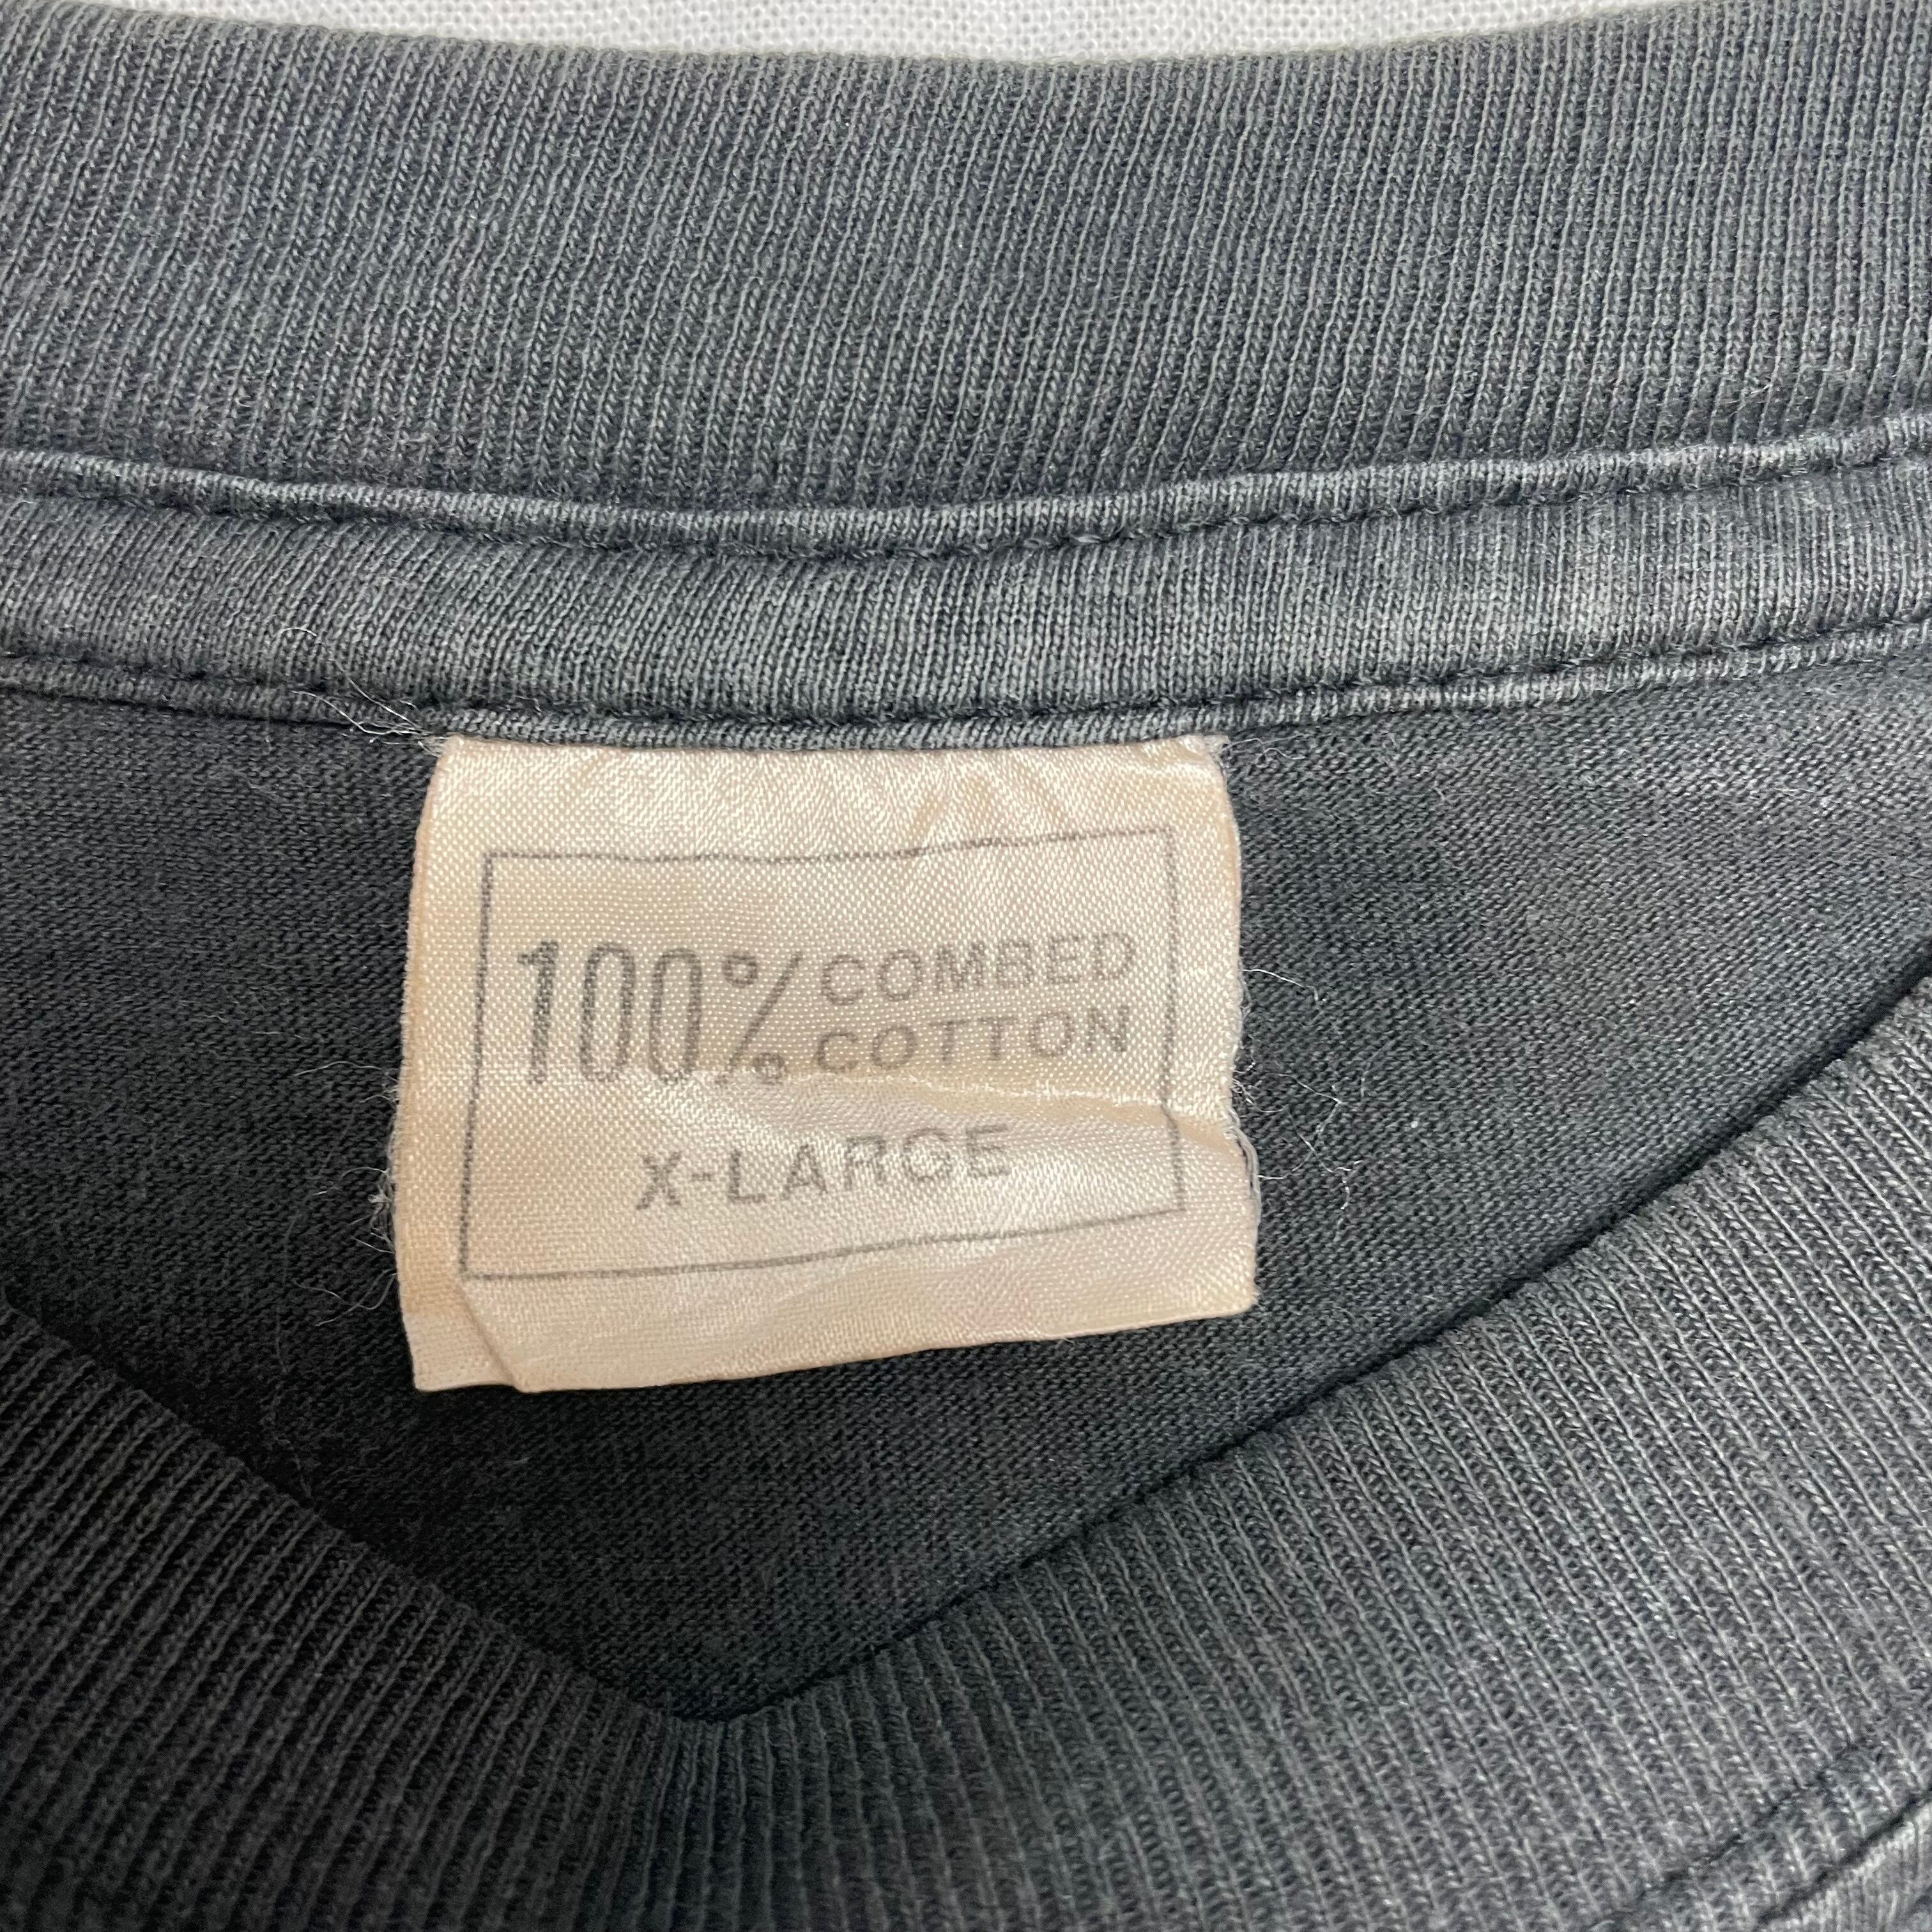 100% COMBED
COTTON
X-LARGE